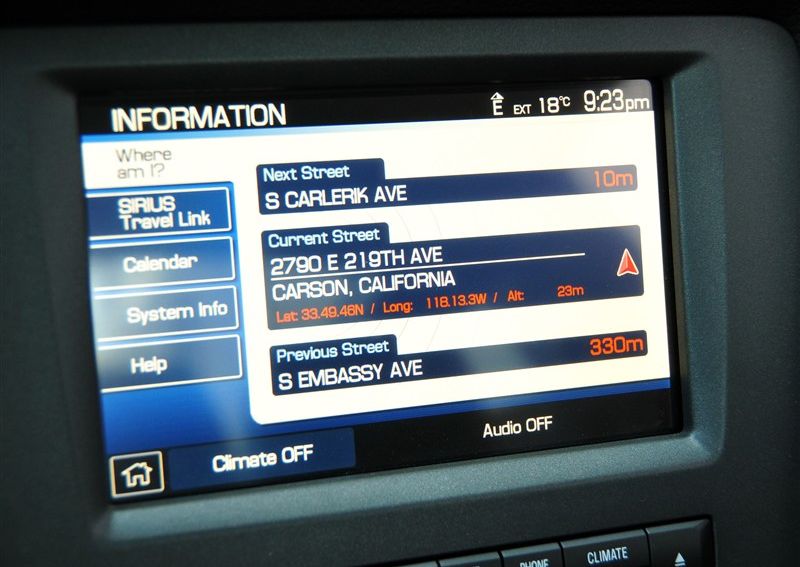 INFORMATION
E EXT 18°C 9:23pm
Where
am I?
SIRIUS
Travel Link
Calendar
System Info
Help
Next Street
S CARLERIK AVE 10m
Current Street
2790 E 219TH AVE
CARSON, CALIFORNIA
Lat: 33.49.46N / Long: 118.13.3W / Alt: 23m
Previous Street
S EMBASSY AVE 330m
Climate OFF
Audio OFF
PHONE
CLIMATE